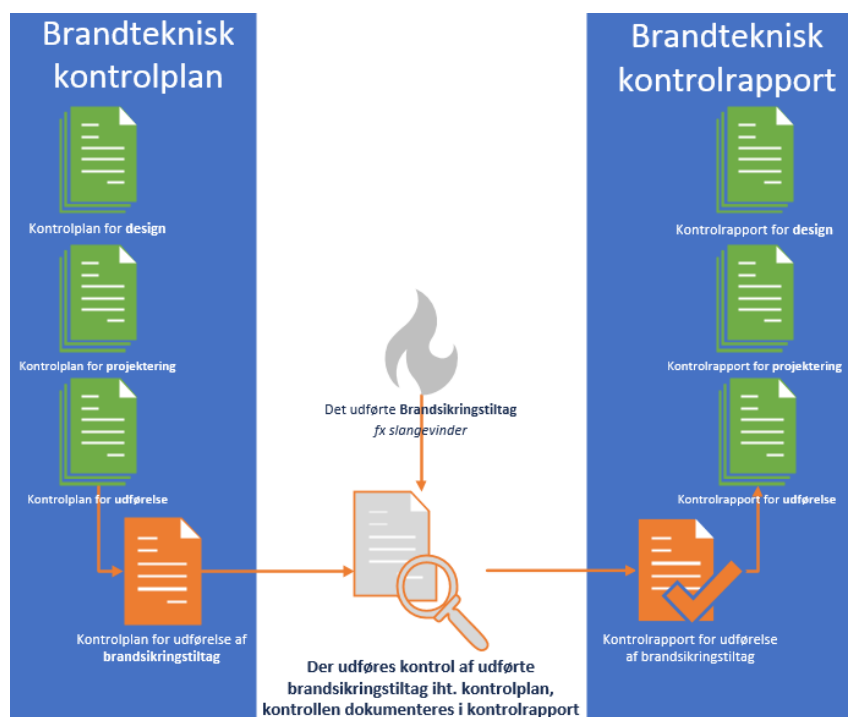 Brandteknisk
kontrolplan
Kontrolplan for design
Kontrolplan for projektering
Kontrolplan for udførelse
Kontrolplan for udførelse af
brandsikringstiltag
Det udførte Brandsikringstiltag
fx slangevinder
Der udføres kontrol af udførte
brandsikringstiltag iht. kontrolplan,
kontrollen dokumenteres i kontrolrapport
Brandteknisk
kontrolrapport
Kontrolrapport for design
Kontrolrapport for projektering
Kontrolrapport for udførelse
Kontrolrapport for udførelse
af brandsikringstiltag